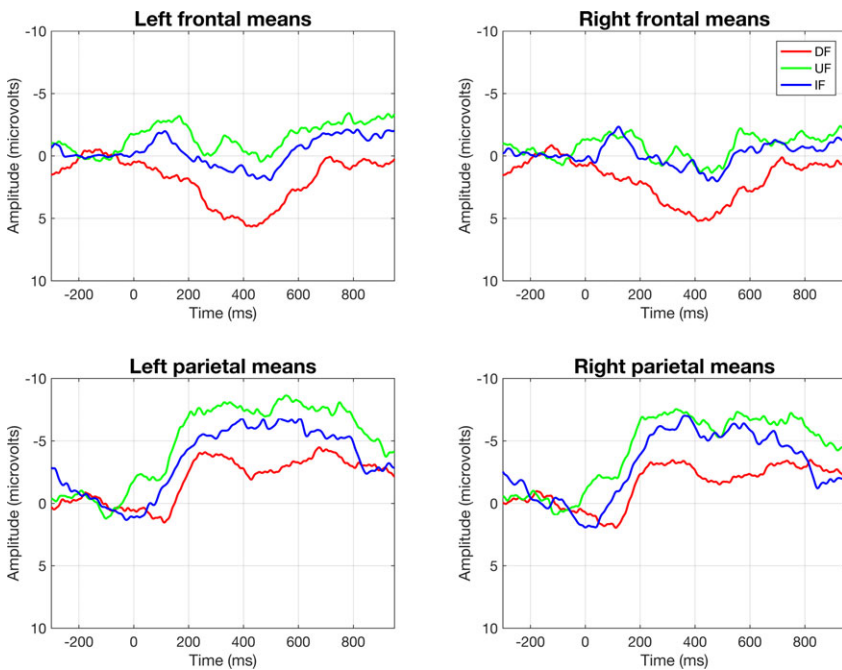 Left frontal means
-10
-5
0
5
10
Amplitude (microvolts)
-200 0 200 400 600 800
Time (ms)
Right frontal means
DF
UF
IF
-10
-5
0
5
10
Amplitude (microvolts)
-200 0 200 400 600 800
Time (ms)
Left parietal means
-10
-5
0
5
10
Amplitude (microvolts)
-200 0 200 400 600 800
Time (ms)
Right parietal means
-10
-5
0
5
10
Amplitude (microvolts)
-200 0 200 400 600 800
Time (ms)